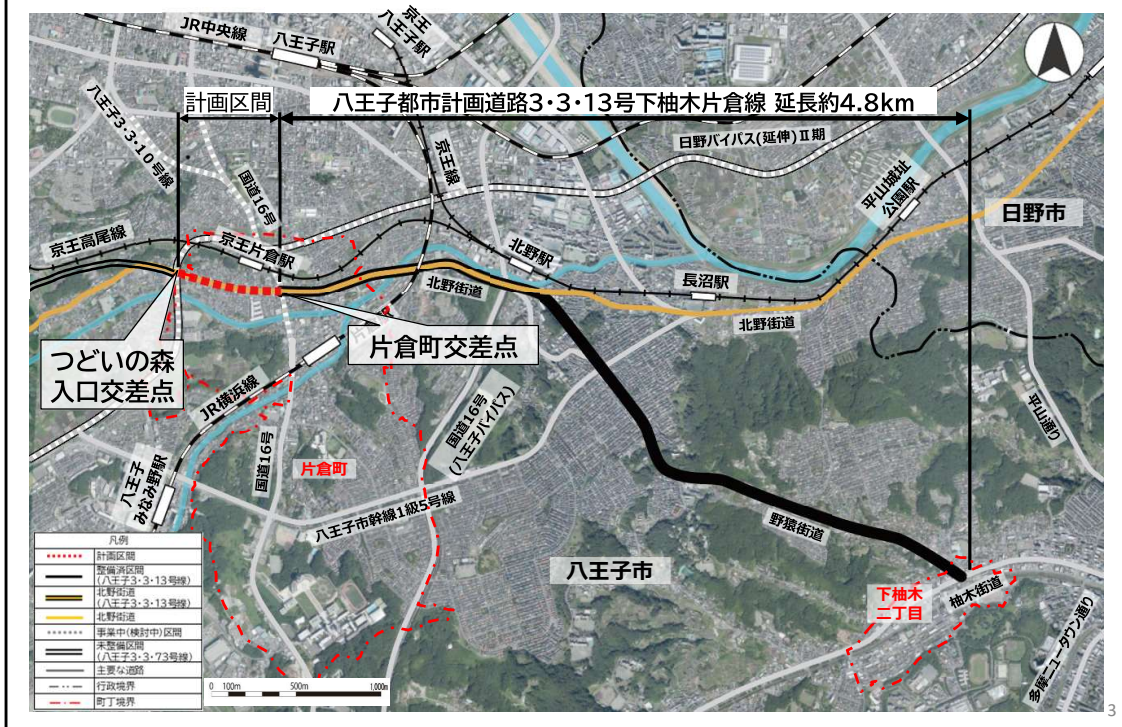 JR中央線
八王子駅
京王
八王子駅
計画区間
八王子都市計画道路3・3・13号下柚木片倉線 延長約4.8km
八王子3・3・10号線
国道16号
京王線
日野バイパス(延伸)Ⅱ期
平山城址
公園駅
日野市
京王高尾線
京王片倉駅
北野駅
北野街道
長沼駅
北野街道
つどいの森
入口交差点
片倉町交差点
JR横浜線
国道16号
国道16号
(八王子バイパス)
平山通り
八王子
みなみ野駅
片倉町
八王子市幹線1級5号線
野猿街道
八王子市
下柚木
二丁目
柚木街道
多摩ニュータウン通り
凡例
計画区間
整備済区間
(八王子3・3・13号線)
北野街道
(八王子3・3・13号線)
北野街道
事業中(検討中)区間
未整備区間
(八王子3・3・73号線)
主要な道路
行政境界
町丁境界
0 100m 500m 1,000m
3